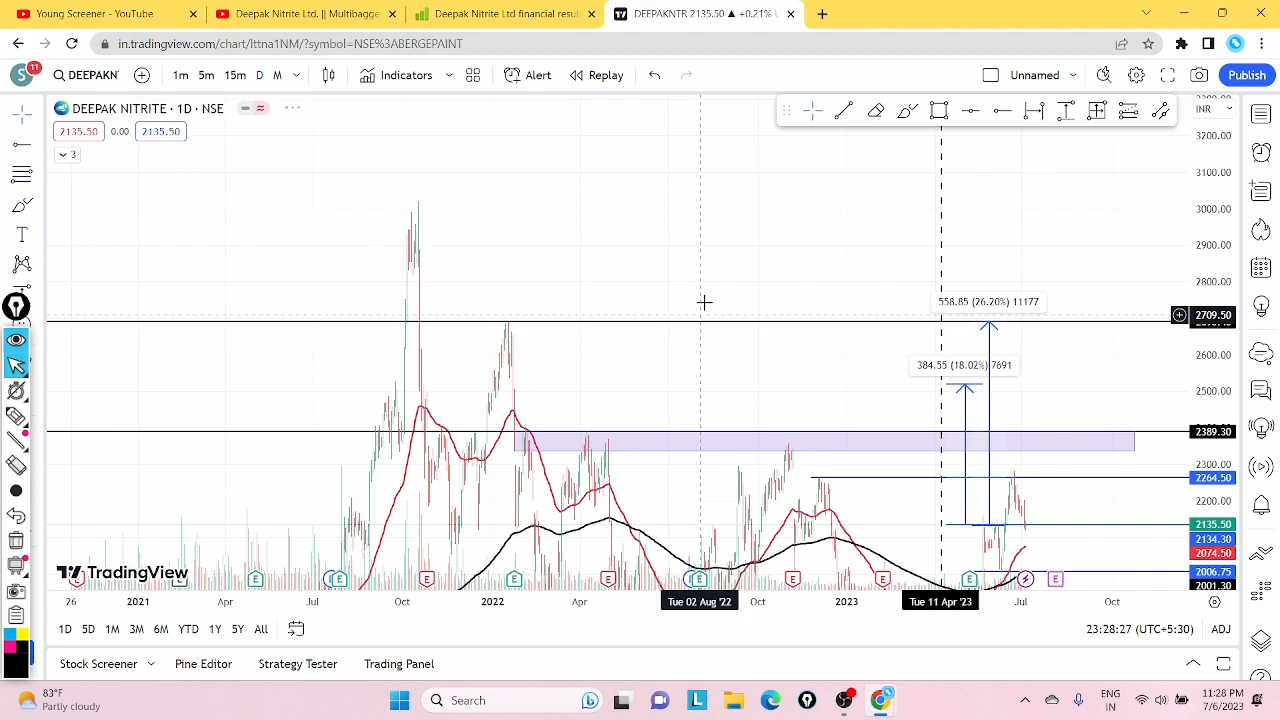 Young Screener - YouTube
Deepak Nitrite Ltd. || Multibagger
Deepak Nitrite Ltd financial resul
DEEPAKNTR 2135.50 ▲ +0.21% U
in.tradingview.com/chart/lttna1NM/?symbol=NSE%3ABERGEPAINT
S
11
DEEPAKN
1m 5m 15m D M
Indicators
Alert
Replay
Unnamed
Publish
DEEPAK NITRITE · 1D · NSE
INR
2135.50 0.00 2135.50
3
3200.00
3100.00
3000.00
2900.00
2800.00
558.85 (26.20%) 11177
2709.50
2600.00
384.55 (18.02%) 7691
2500.00
2389.30
2300.00
2264.50
2200.00
2135.50
2134.30
2074.50
2006.75
2001.30
TradingView
E E E E E E E E E E
26 2021 Apr Jul Oct 2022 Apr Tue 02 Aug '22 Oct 2023 Tue 11 Apr '23 Jul Oct
1D 5D 1M 3M 6M YTD 1Y 5Y All
23:28:27 (UTC+5:30) ADJ
Stock Screener Pine Editor Strategy Tester Trading Panel
83°F
Partly cloudy
Search
L
ENG
IN
11:28 PM
7/6/2023